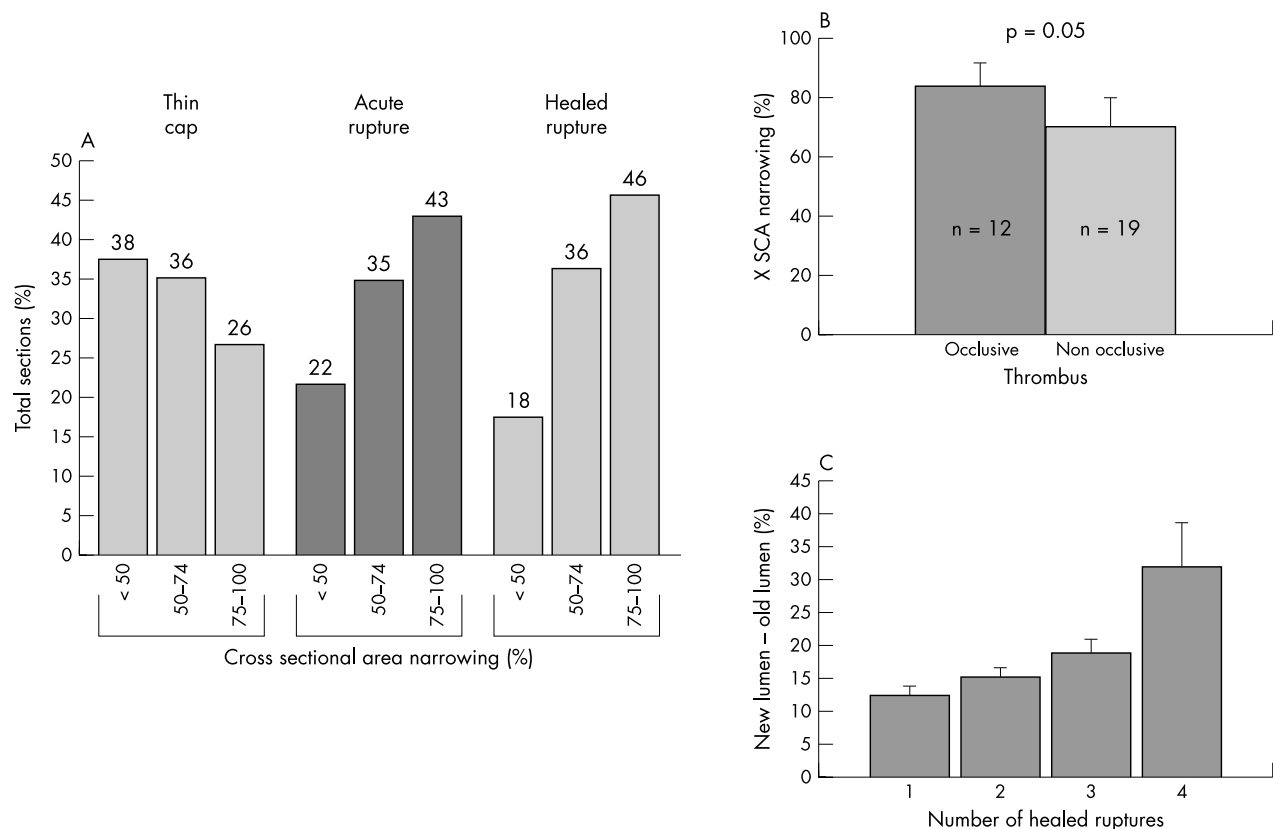 A
Thin
cap
Acute
rupture
Healed
rupture
Total sections (%)
50
45
40
35
30
25
20
15
10
5
0
38
36
26
22
35
43
18
36
46
< 50
50–74
75–100
< 50
50–74
75–100
< 50
50–74
75–100
Cross sectional area narrowing (%)
B
p = 0.05
X SCA narrowing (%)
100
80
60
40
20
0
n = 12
n = 19
Occlusive
Non occlusive
Thrombus
C
New lumen – old lumen (%)
45
40
35
30
25
20
15
10
5
0
1
2
3
4
Number of healed ruptures